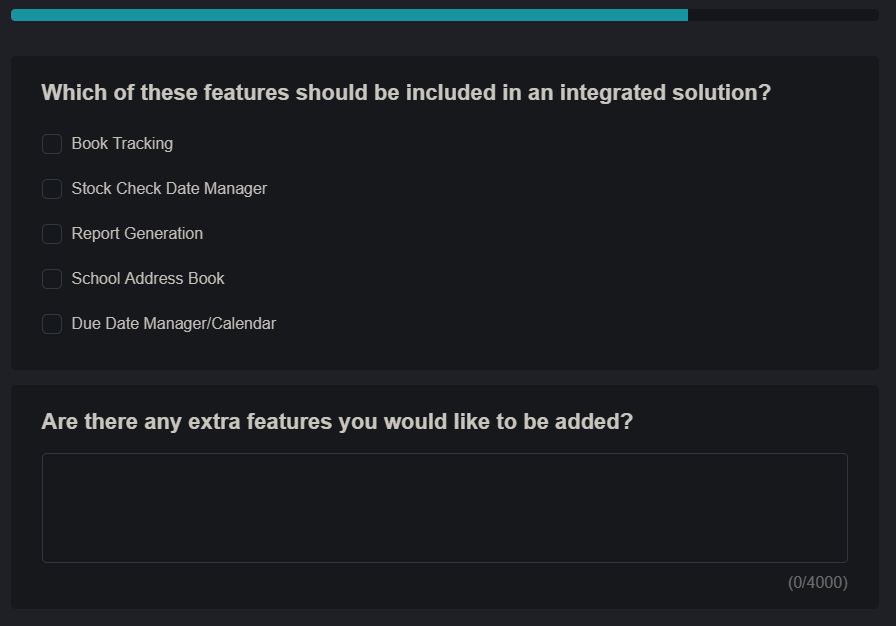 Which of these features should be included in an integrated solution?
Book Tracking
Stock Check Date Manager
Report Generation
School Address Book
Due Date Manager/Calendar
Are there any extra features you would like to be added?
(0/4000)